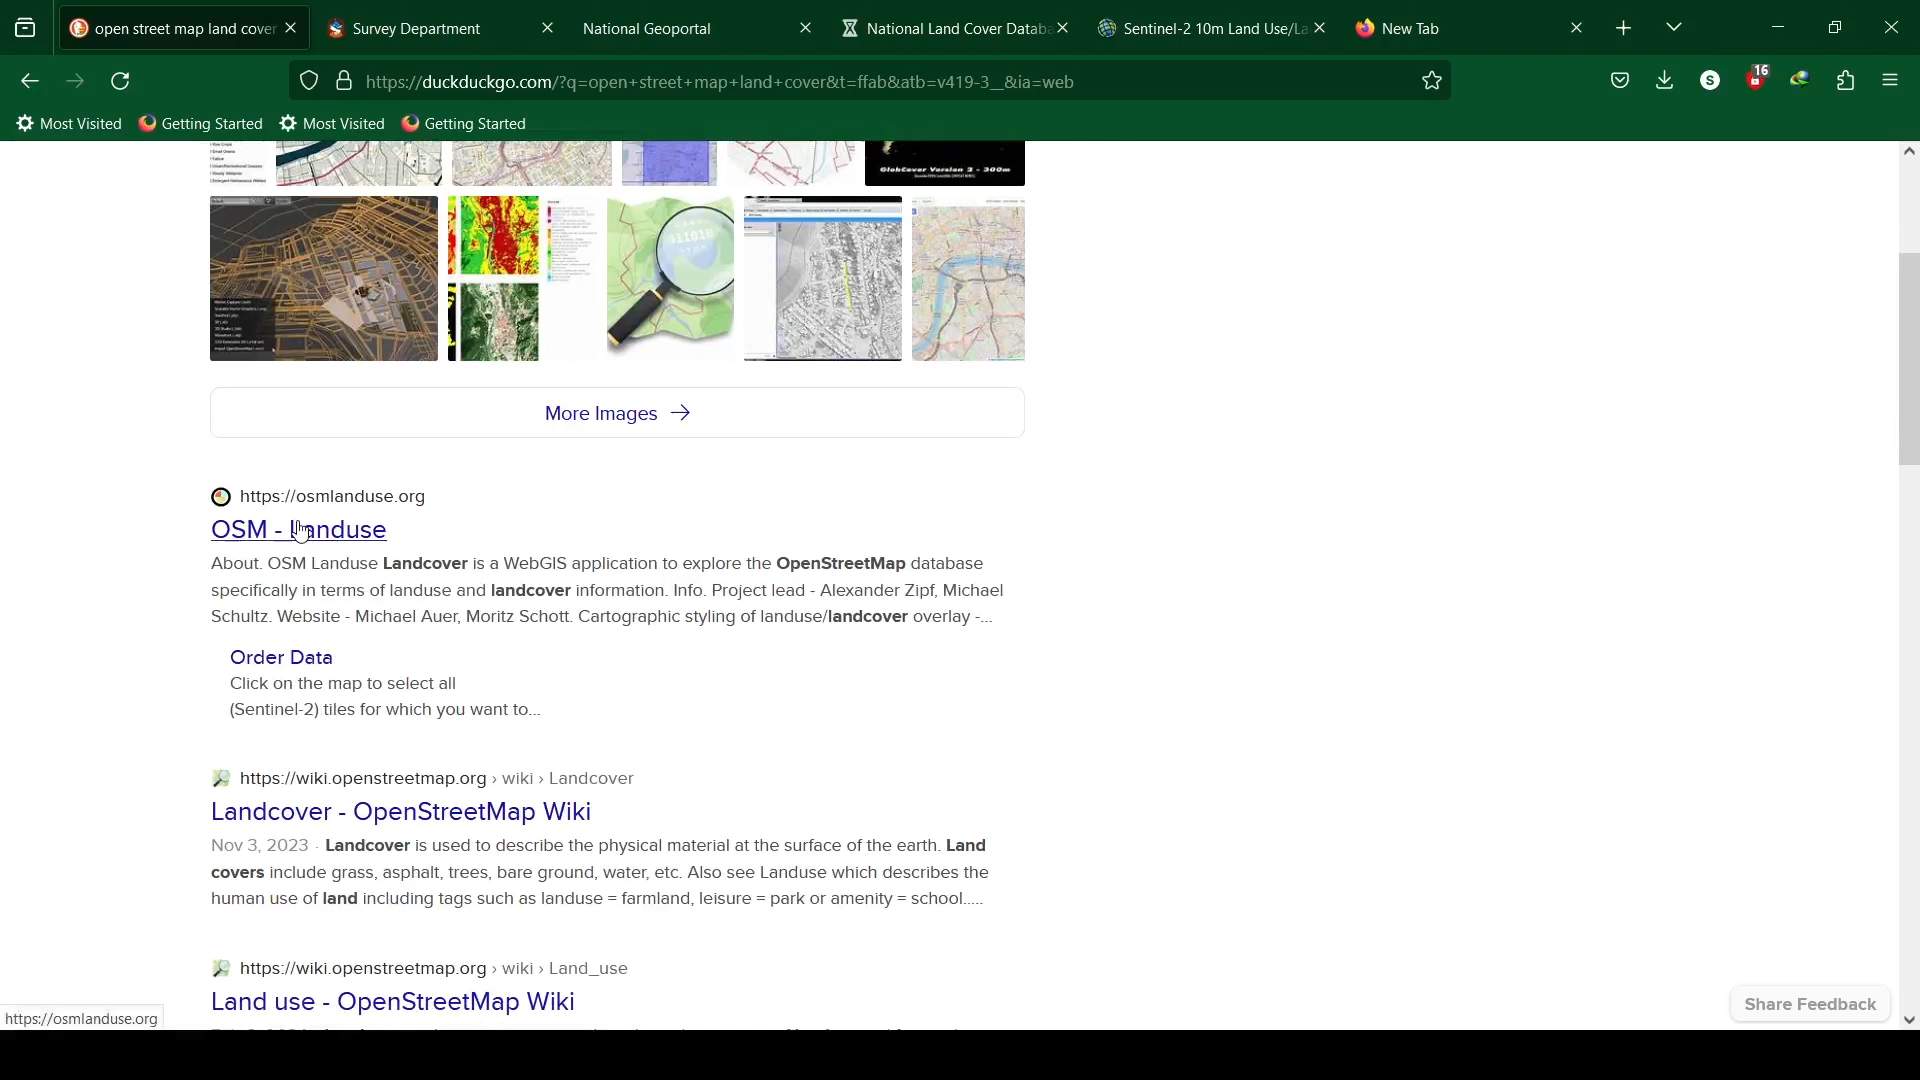 open street map land cover
Survey Department
National Geoportal
National Land Cover Databa
Sentinel-2 10m Land Use/La
New Tab
https://duckduckgo.com/?q=open+street+map+land+cover&t=ffab&atb=v419-3__&ia=web
16
S
Most Visited
Getting Started
Most Visited
Getting Started
GlobCover Version 3 - 300m
More Images →
https://osmlanduse.org
OSM - Landuse
About. OSM Landuse Landcover is a WebGIS application to explore the OpenStreetMap database
specifically in terms of landuse and landcover information. Info. Project lead - Alexander Zipf, Michael
Schultz. Website - Michael Auer, Moritz Schott. Cartographic styling of landuse/landcover overlay -...
Order Data
Click on the map to select all
(Sentinel-2) tiles for which you want to...
https://wiki.openstreetmap.org › wiki › Landcover
Landcover - OpenStreetMap Wiki
Nov 3, 2023 · Landcover is used to describe the physical material at the surface of the earth. Land
covers include grass, asphalt, trees, bare ground, water, etc. Also see Landuse which describes the
human use of land including tags such as landuse = farmland, leisure = park or amenity = school.....
https://wiki.openstreetmap.org › wiki › Land_use
Land use - OpenStreetMap Wiki
Share Feedback
https://osmlanduse.org